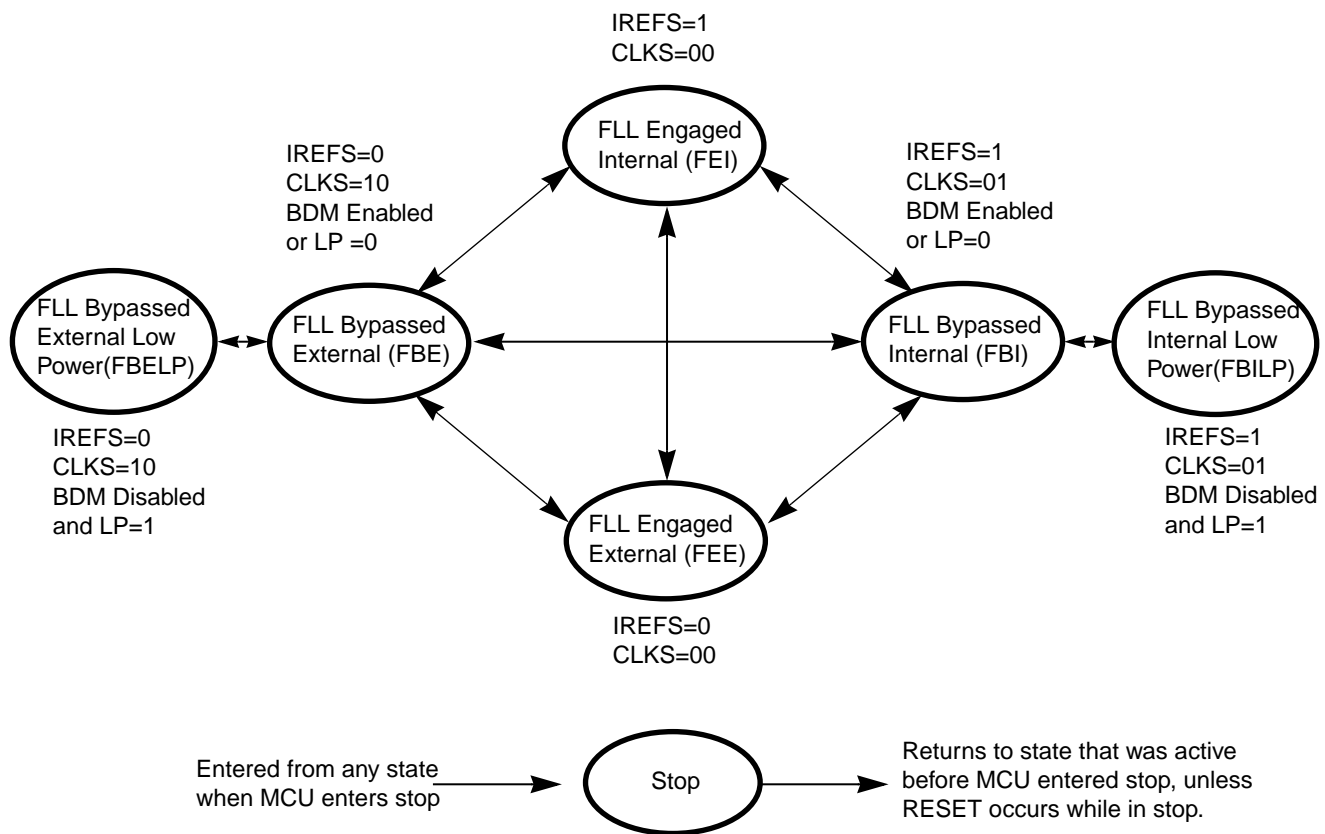 IREFS=1
CLKS=00
FLL Engaged
Internal (FEI)
IREFS=0
CLKS=10
BDM Enabled
or LP =0
IREFS=1
CLKS=01
BDM Enabled
or LP=0
FLL Bypassed
External Low
Power(FBELP)
FLL Bypassed
External (FBE)
FLL Bypassed
Internal (FBI)
FLL Bypassed
Internal Low
Power(FBILP)
IREFS=0
CLKS=10
BDM Disabled
and LP=1
IREFS=1
CLKS=01
BDM Disabled
and LP=1
FLL Engaged
External (FEE)
IREFS=0
CLKS=00
Entered from any state
when MCU enters stop
Stop
Returns to state that was active
before MCU entered stop, unless
RESET occurs while in stop.